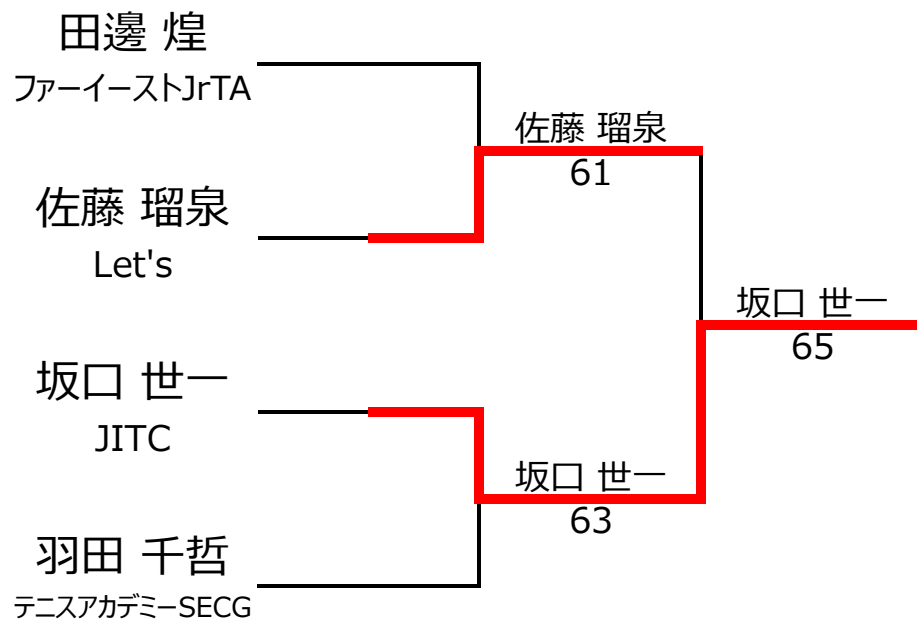 田邊 煌
ファーイーストJrTA
佐藤 瑠泉
61
佐藤 瑠泉
Let's
坂口 世一
65
坂口 世一
JITC
坂口 世一
63
羽田 千哲
テニスアカデミーSECG